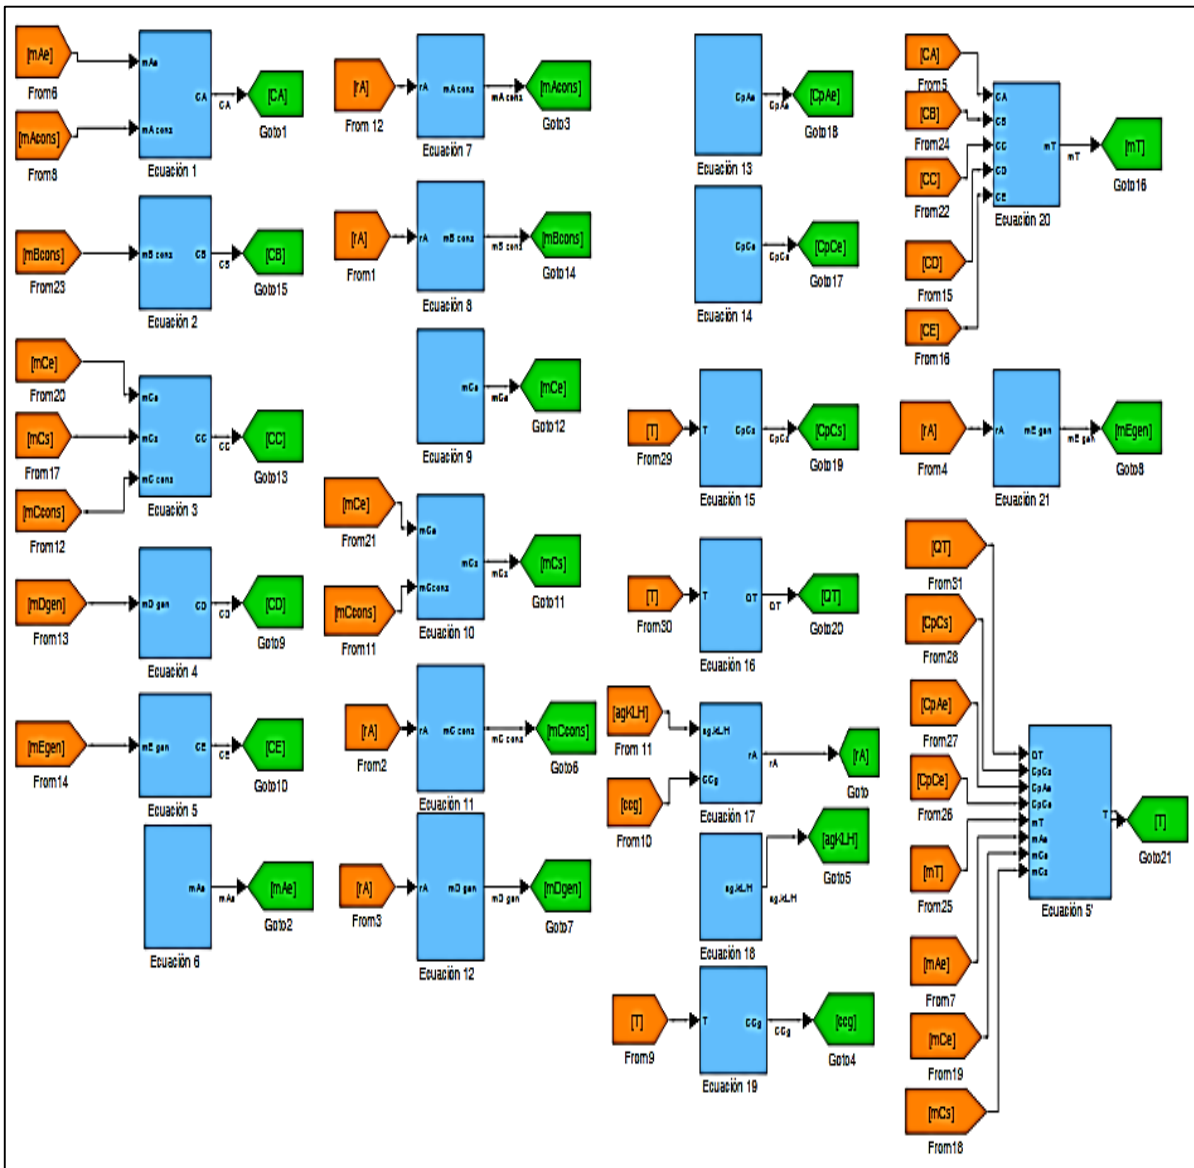 [mAe]
From6
[mAcons]
From8
mAe
mA cons
CA
Ecuación 1
CA
[CA]
Goto1
[mBcons]
From23
mB cons
CB
Ecuación 2
CB
[CB]
Goto15
[mCe]
From20
[mCs]
From17
[mCcons]
From12
mCe
mCs
mC cons
CC
Ecuación 3
CC
[CC]
Goto13
[mDgen]
From13
mD gen
CD
Ecuación 4
CD
[CD]
Goto9
[mEgen]
From14
mE gen
CE
Ecuación 5
CE
[CE]
Goto10
mAe
Ecuación 6
mAe
[mAe]
Goto2
[rA]
From 12
rA
mA cons
Ecuación 7
mA cons
[mAcons]
Goto3
[rA]
From1
rA
mB cons
Ecuación 8
mB cons
[mBcons]
Goto14
mCe
Ecuación 9
mCe
[mCe]
Goto12
[mCe]
From21
[mCcons]
From11
mCe
mCcons
mCs
Ecuación 10
mCs
[mCs]
Goto11
[rA]
From2
rA
mC cons
Ecuación 11
mC cons
[mCcons]
Goto6
[rA]
From3
rA
mD gen
Ecuación 12
mD gen
[mDgen]
Goto7
CpAe
Ecuación 13
CpAe
[CpAe]
Goto18
CpCe
Ecuación 14
CpCe
[CpCe]
Goto17
[T]
From29
T
CpCs
Ecuación 15
CpCs
[CpCs]
Goto19
[T]
From30
T
QT
Ecuación 16
QT
[QT]
Goto20
[agKLH]
From 11
[ccg]
From10
ag.kLH
CCg
rA
Ecuación 17
rA
[rA]
Goto
ag.kLH
Ecuación 18
ag.kLH
[agKLH]
Goto5
[T]
From9
T
CCg
Ecuación 19
CCg
[ccg]
Goto4
[CA]
From5
[CB]
From24
[CC]
From22
[CD]
From15
[CE]
From16
CA
CB
CC
CD
CE
mT
Ecuación 20
mT
[mT]
Goto16
[rA]
From4
rA
mE gen
Ecuación 21
mE gen
[mEgen]
Goto8
[QT]
From31
[CpCs]
From28
[CpAe]
From27
[CpCe]
From26
[mT]
From25
[mAe]
From7
[mCe]
From19
[mCs]
From18
QT
CpCs
CpAe
CpCe
mT
mAe
mCe
mCs
T
Ecuación 5'
[T]
Goto21